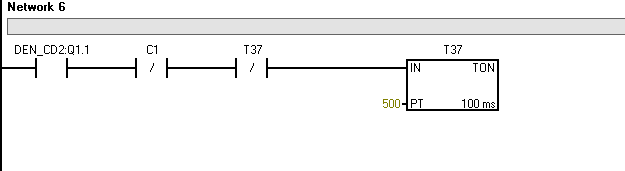 Network 6
DEN_CD2:Q1.1 C1 T37 T37
/ /
IN TON
500 PT 100 ms